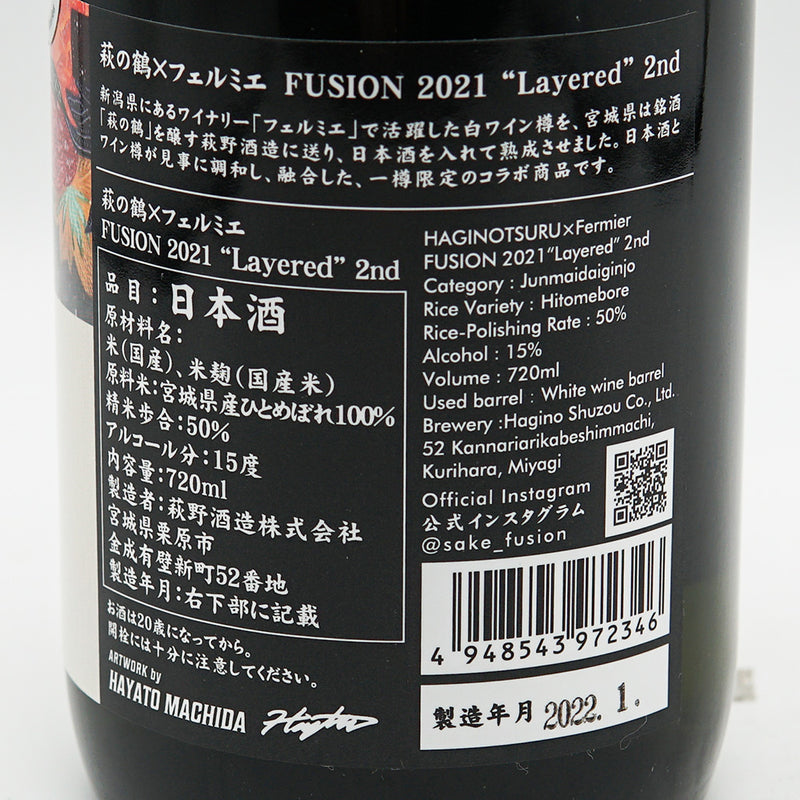 萩の鶴×フェルミエ FUSION 2021 “Layered” 2nd
新潟県にあるワイナリー「フェルミエ」で活躍した白ワイン樽を、宮城県は銘酒
「萩の鶴」を醸す萩野酒造に送り、日本酒を入れて熟成させました。日本酒と
ワイン樽が見事に調和し、融合した、一樽限定のコラボ商品です。
萩の鶴×フェルミエ
FUSION 2021 “Layered” 2nd
品目：日本酒
原材料名：
米(国産)、米麹(国産米)
原料米：宮城県産ひとめぼれ100%
精米歩合：50%
アルコール分：15度
内容量：720ml
製造者：萩野酒造株式会社
宮城県栗原市
金成有壁新町52番地
製造年月：右下部に記載
お酒は20歳になってから。
開栓には十分に注意してください。
ARTWORK by
HAYATO MACHIDA
HAGINOTSURU×Fermier
FUSION 2021“Layered” 2nd
Category : Junmaidaiginjo
Rice Variety : Hitomebore
Rice-Polishing Rate : 50%
Alcohol : 15%
Volume : 720ml
Used barrel : White wine barrel
Brewery :Hagino Shuzou Co., Ltd.
52 Kannariarikabeshimmachi,
Kurihara, Miyagi
Official Instagram
公式インスタグラム
@sake_fusion
4 948543 972346
製造年月 2022. 1.